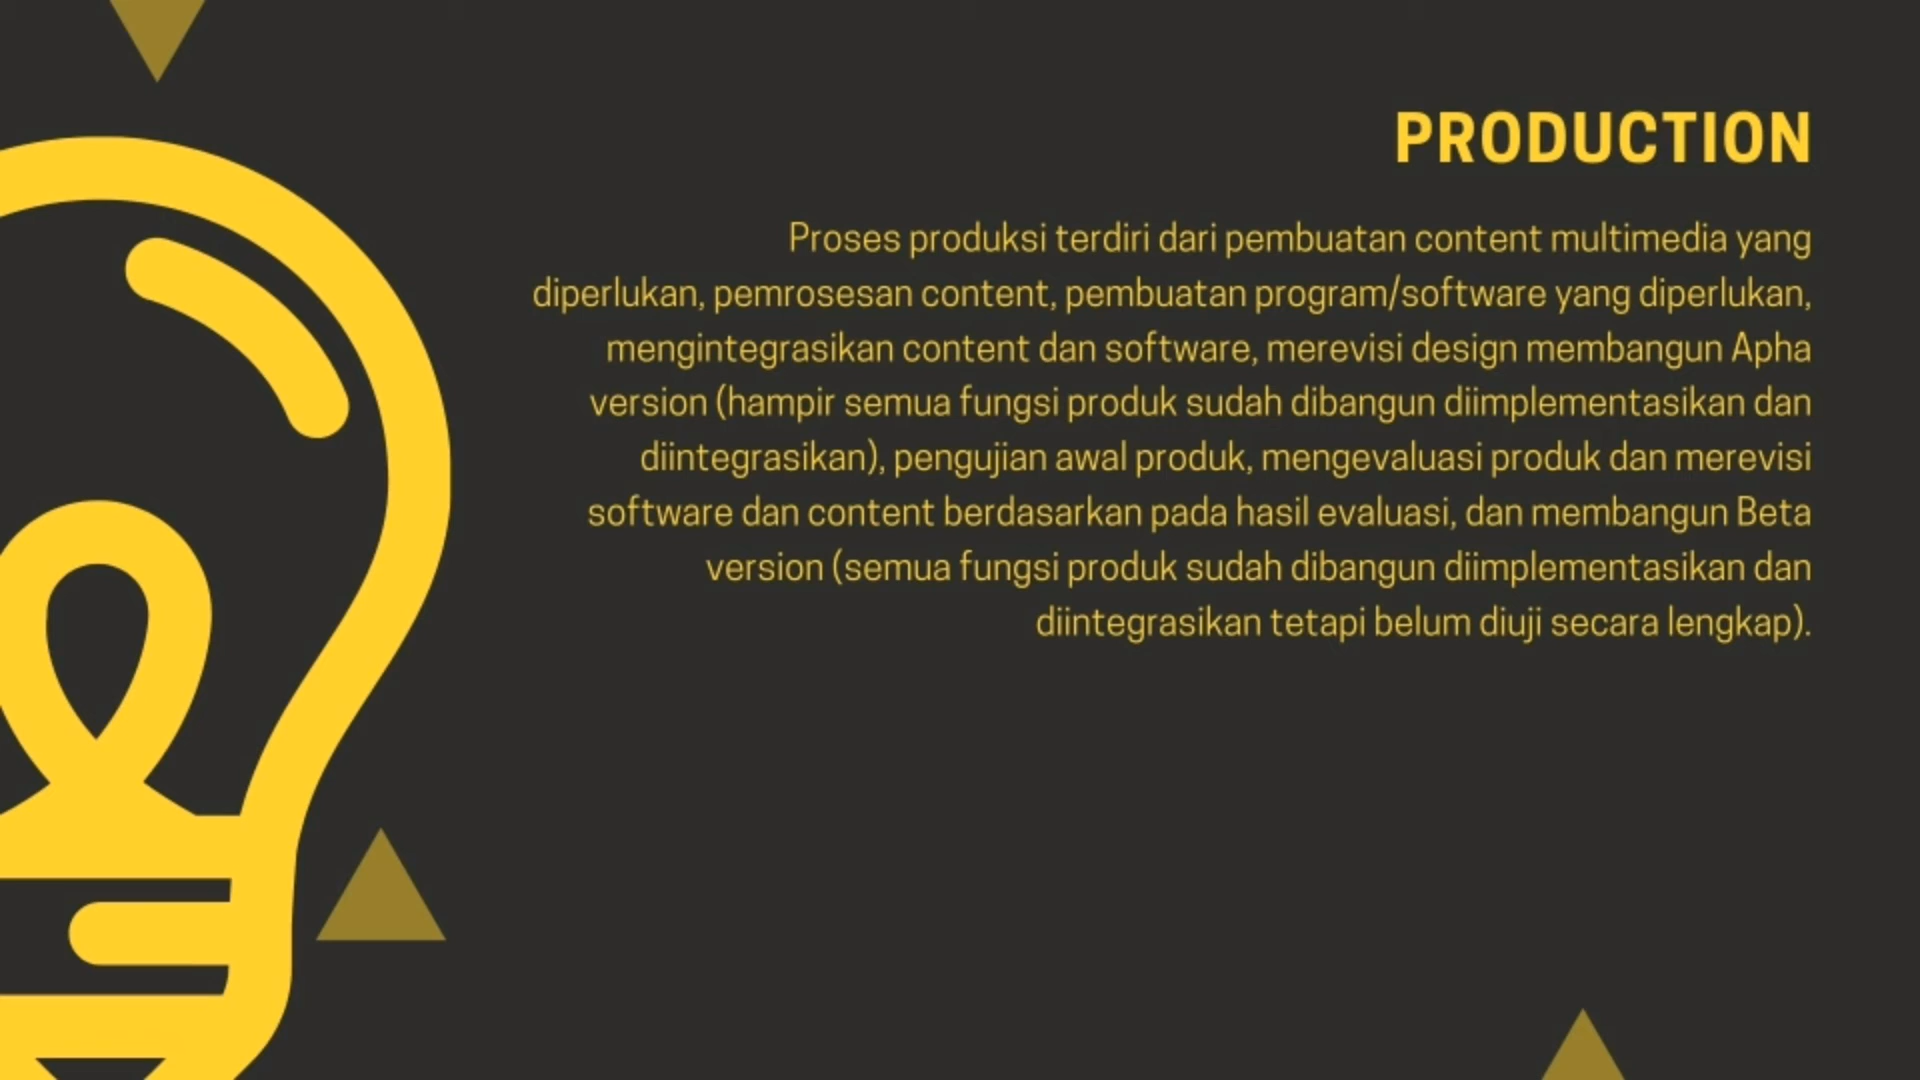 PRODUCTION
Proses produksi terdiri dari pembuatan content multimedia yang
diperlukan, pemrosesan content, pembuatan program/software yang diperlukan,
mengintegrasikan content dan software, merevisi design membangun Apha
version (hampir semua fungsi produk sudah dibangun diimplementasikan dan
diintegrasikan), pengujian awal produk, mengevaluasi produk dan merevisi
software dan content berdasarkan pada hasil evaluasi, dan membangun Beta
version (semua fungsi produk sudah dibangun diimplementasikan dan
diintegrasikan tetapi belum diuji secara lengkap).